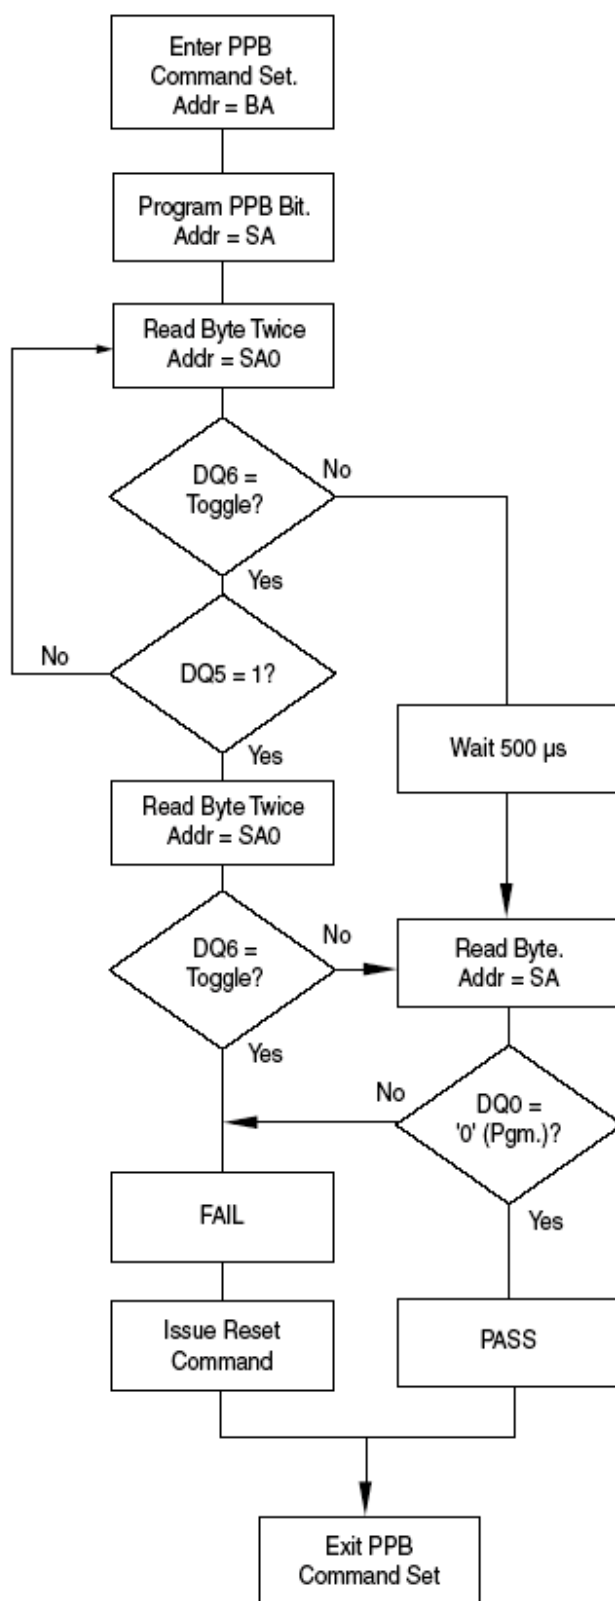 Enter PPB
Command Set.
Addr = BA
Program PPB Bit.
Addr = SA
Read Byte Twice
Addr = SA0
DQ6 =
Toggle?
No
Yes
DQ5 = 1?
No
Yes
Wait 500 µs
Read Byte Twice
Addr = SA0
DQ6 =
Toggle?
No
Yes
Read Byte.
Addr = SA
DQ0 =
'0' (Pgm.)?
No
Yes
FAIL
Issue Reset
Command
PASS
Exit PPB
Command Set